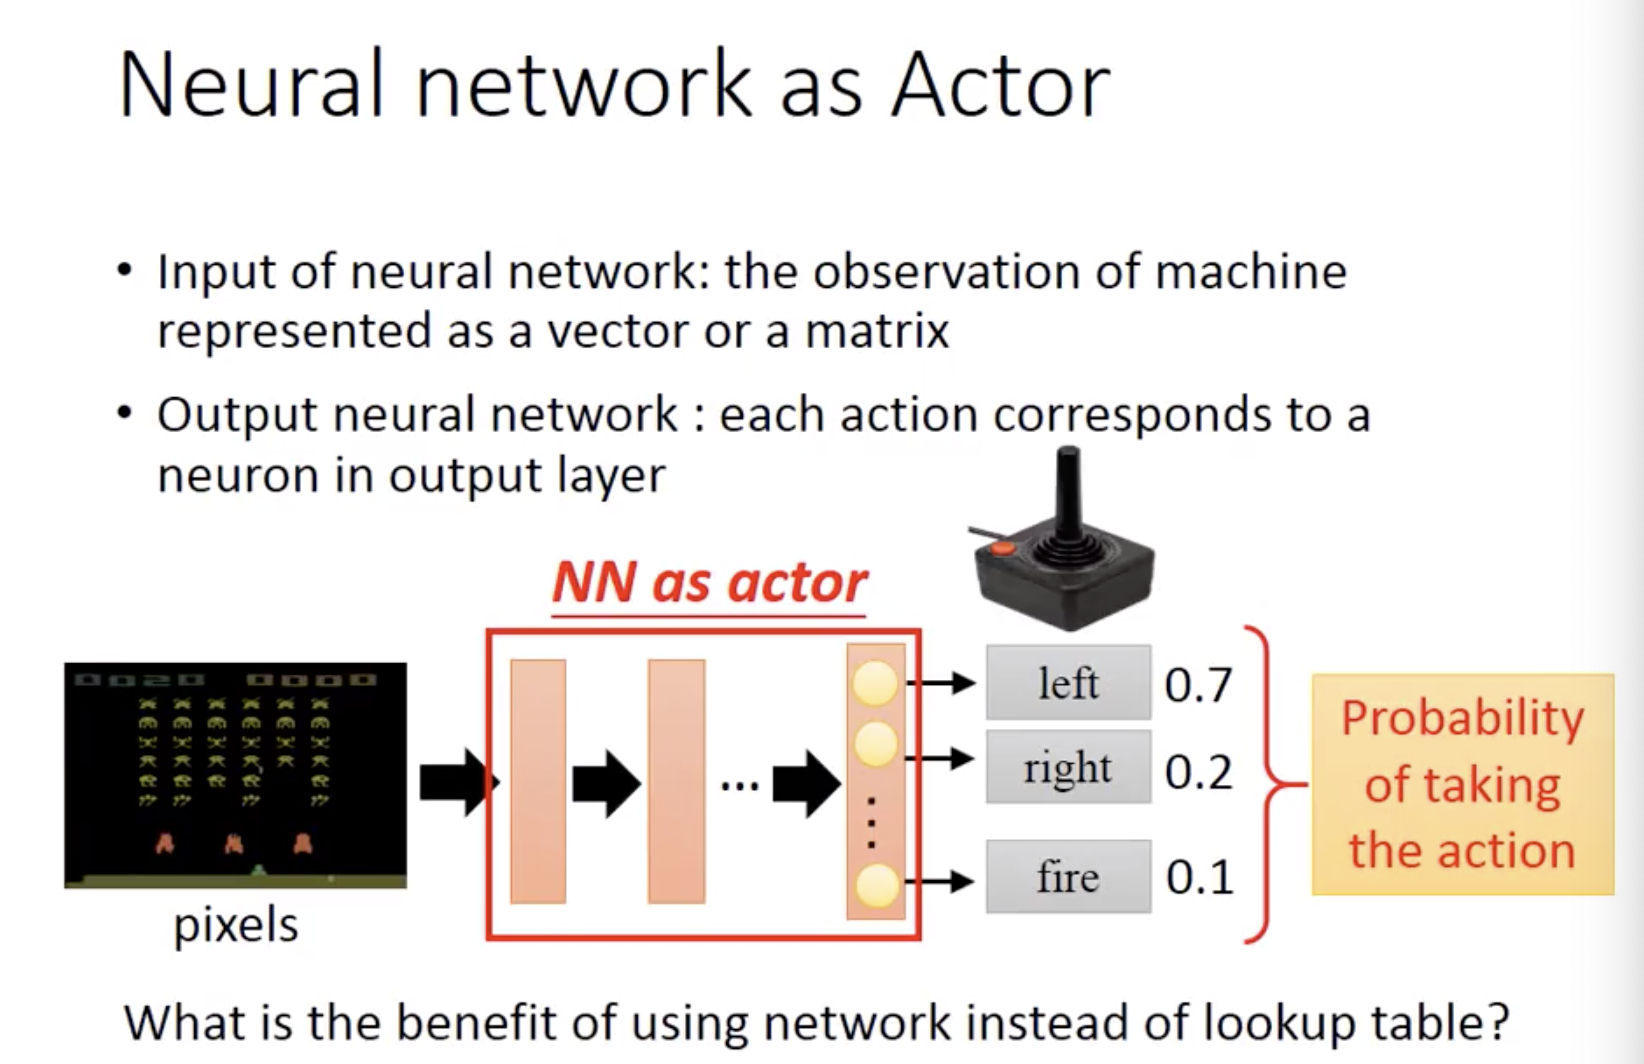 Neural network as Actor
• Input of neural network: the observation of machine
represented as a vector or a matrix
• Output neural network : each action corresponds to a
neuron in output layer
NN as actor
0020 0000
...
left 0.7
right 0.2
fire 0.1
Probability
of taking
the action
pixels
What is the benefit of using network instead of lookup table?